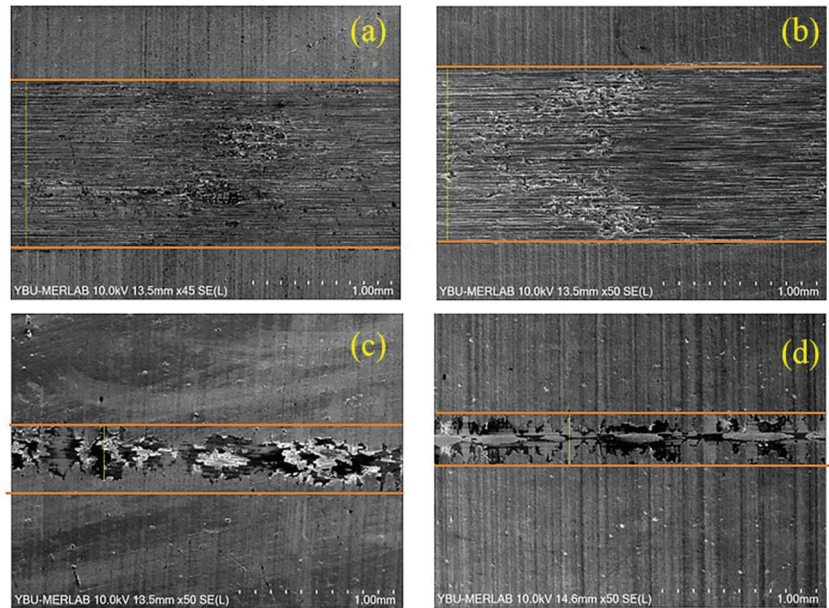 (a)
YBU-MERLAB 10.0kV 13.5mm x45 SE(L) 1.00mm
(b)
YBU-MERLAB 10.0kV 13.5mm x50 SE(L) 1.00mm
(c)
YBU-MERLAB 10.0kV 13.5mm x50 SE(L) 1.00mm
(d)
YBU-MERLAB 10.0kV 14.6mm x50 SE(L) 1.00mm